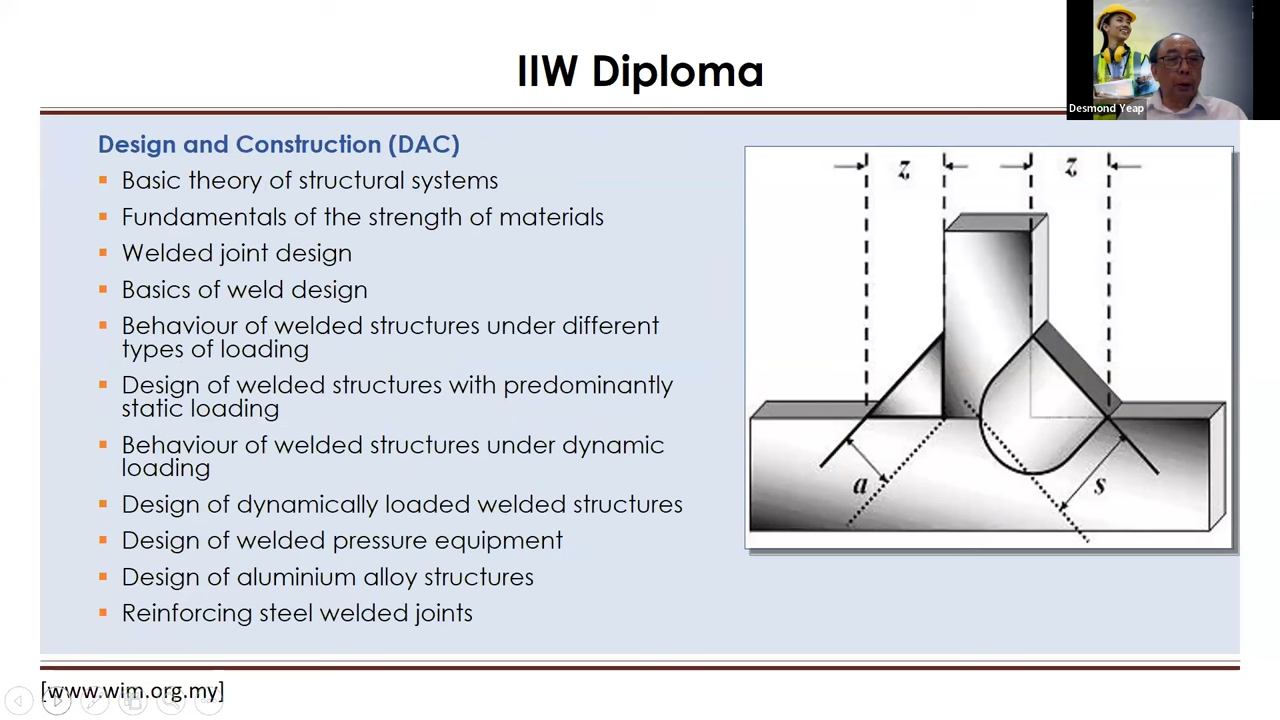 IIW Diploma
Desmond Yeap
Design and Construction (DAC)
▪ Basic theory of structural systems
▪ Fundamentals of the strength of materials
▪ Welded joint design
▪ Basics of weld design
▪ Behaviour of welded structures under different
types of loading
▪ Design of welded structures with predominantly
static loading
▪ Behaviour of welded structures under dynamic
loading
▪ Design of dynamically loaded welded structures
▪ Design of welded pressure equipment
▪ Design of aluminium alloy structures
▪ Reinforcing steel welded joints
z z
a s
[www.wim.org.my]